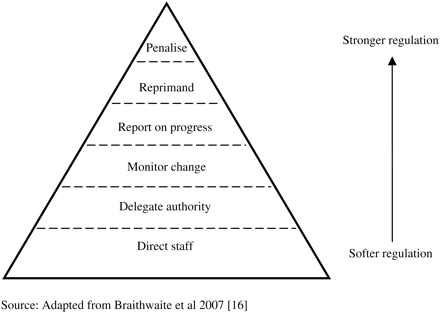 Penalise
Stronger regulation
Reprimand
Report on progress
Monitor change
Delegate authority
Direct staff
Softer regulation
Source: Adapted from Braithwaite et al 2007 [16]